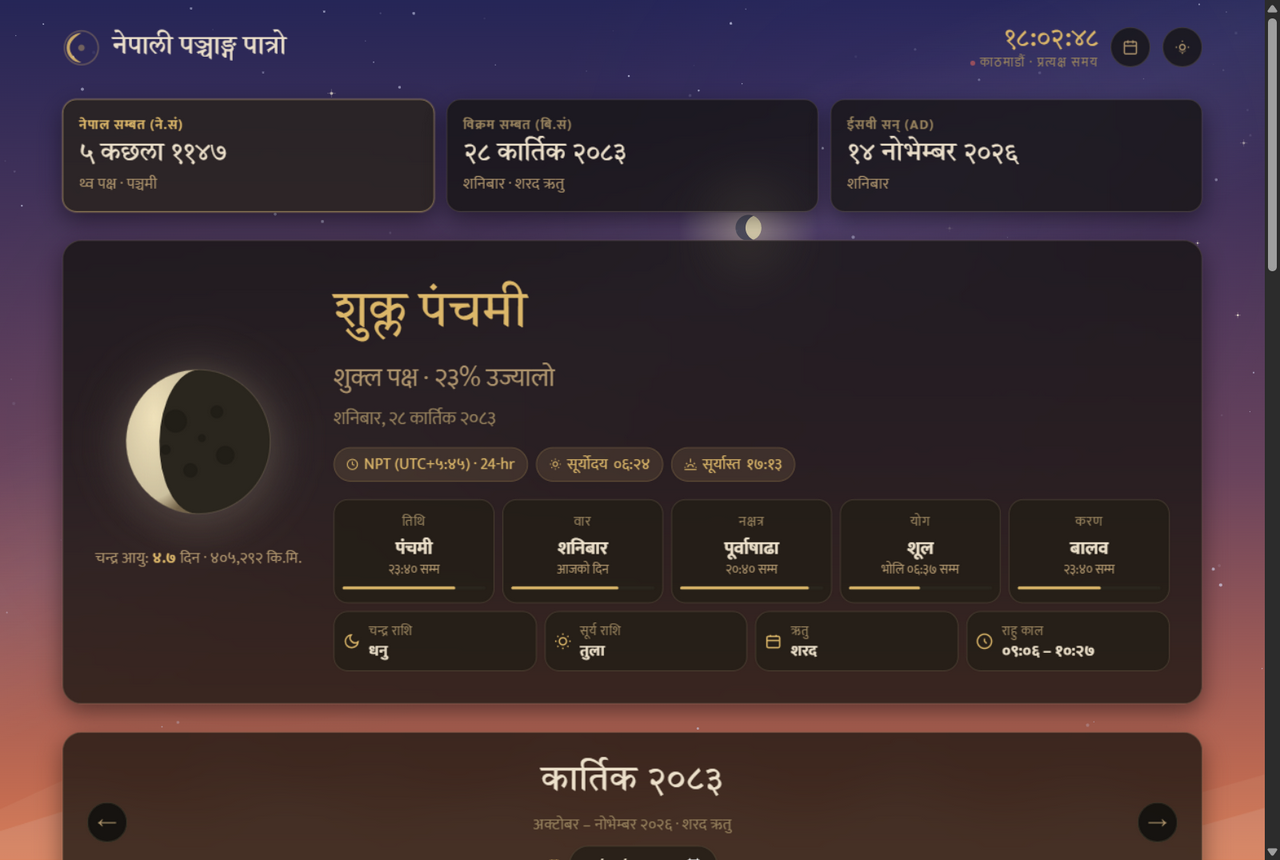 नेपाली पञ्चाङ्ग पात्रो
१८:०२:४८
काठमाडौं · प्रत्यक्ष समय
नेपाल सम्बत (ने.सं)
५ कछला ११४७
थ्व पक्ष · पञ्चमी
विक्रम सम्बत (बि.सं)
२८ कार्तिक २०८३
शनिबार · शरद ऋतु
ईसवी सन् (AD)
१४ नोभेम्बर २०२६
शनिबार
शुक्ल पंचमी
शुक्ल पक्ष · २३% उज्यालो
शनिबार, २८ कार्तिक २०८३
NPT (UTC+५:४५) · 24-hr
सूर्योदय ०६:२४
सूर्यास्त १७:१३
चन्द्र आयु: ४.७ दिन · ४०५,२९२ कि.मि.
तिथि
पंचमी
२३:४० सम्म
वार
शनिबार
आजको दिन
नक्षत्र
पूर्वाषाढा
२०:४० सम्म
योग
शूल
भोलि ०६:३७ सम्म
करण
बालव
२३:४० सम्म
चन्द्र राशि
धनु
सूर्य राशि
तुला
ऋतु
शरद
राहु काल
०९:०६ – १०:२७
कार्तिक २०८३
←
→
अक्टोबर – नोभेम्बर २०२६ · शरद ऋतु